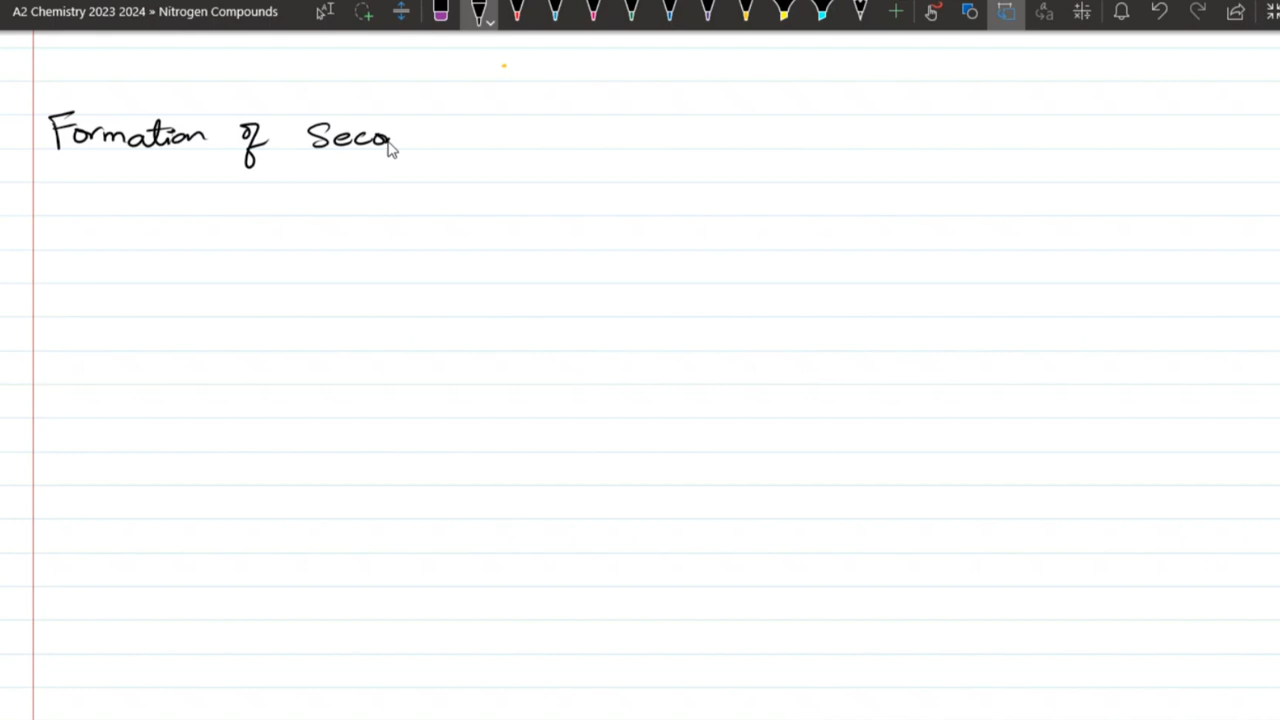 A2 Chemistry 2023 2024 » Nitrogen Compounds
Formation of Seco